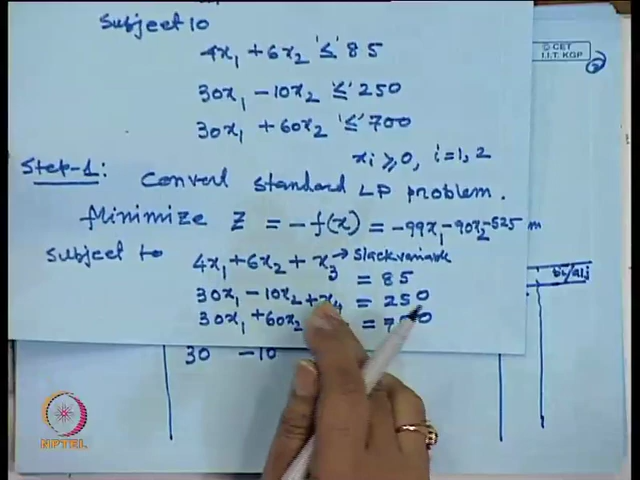 Subject to
4x₁ + 6x₂ '≤' 85
© CET
I.I.T. KGP
30x₁ - 10x₂ '≤' 250
30x₁ + 60x₂ '≤' 700
xᵢ ≥ 0, i = 1, 2
Step-1:
Convert standard LP problem.
Minimize Z = -f(x) = -99x₁ - 90x₂ - 525
Subject to 4x₁ + 6x₂ + x₃ → Slack variable
= 85
30x₁ - 10x₂ + x₄ = 250
30x₁ + 60x₂ = 700
bi/aij
30 -10
NPTEL